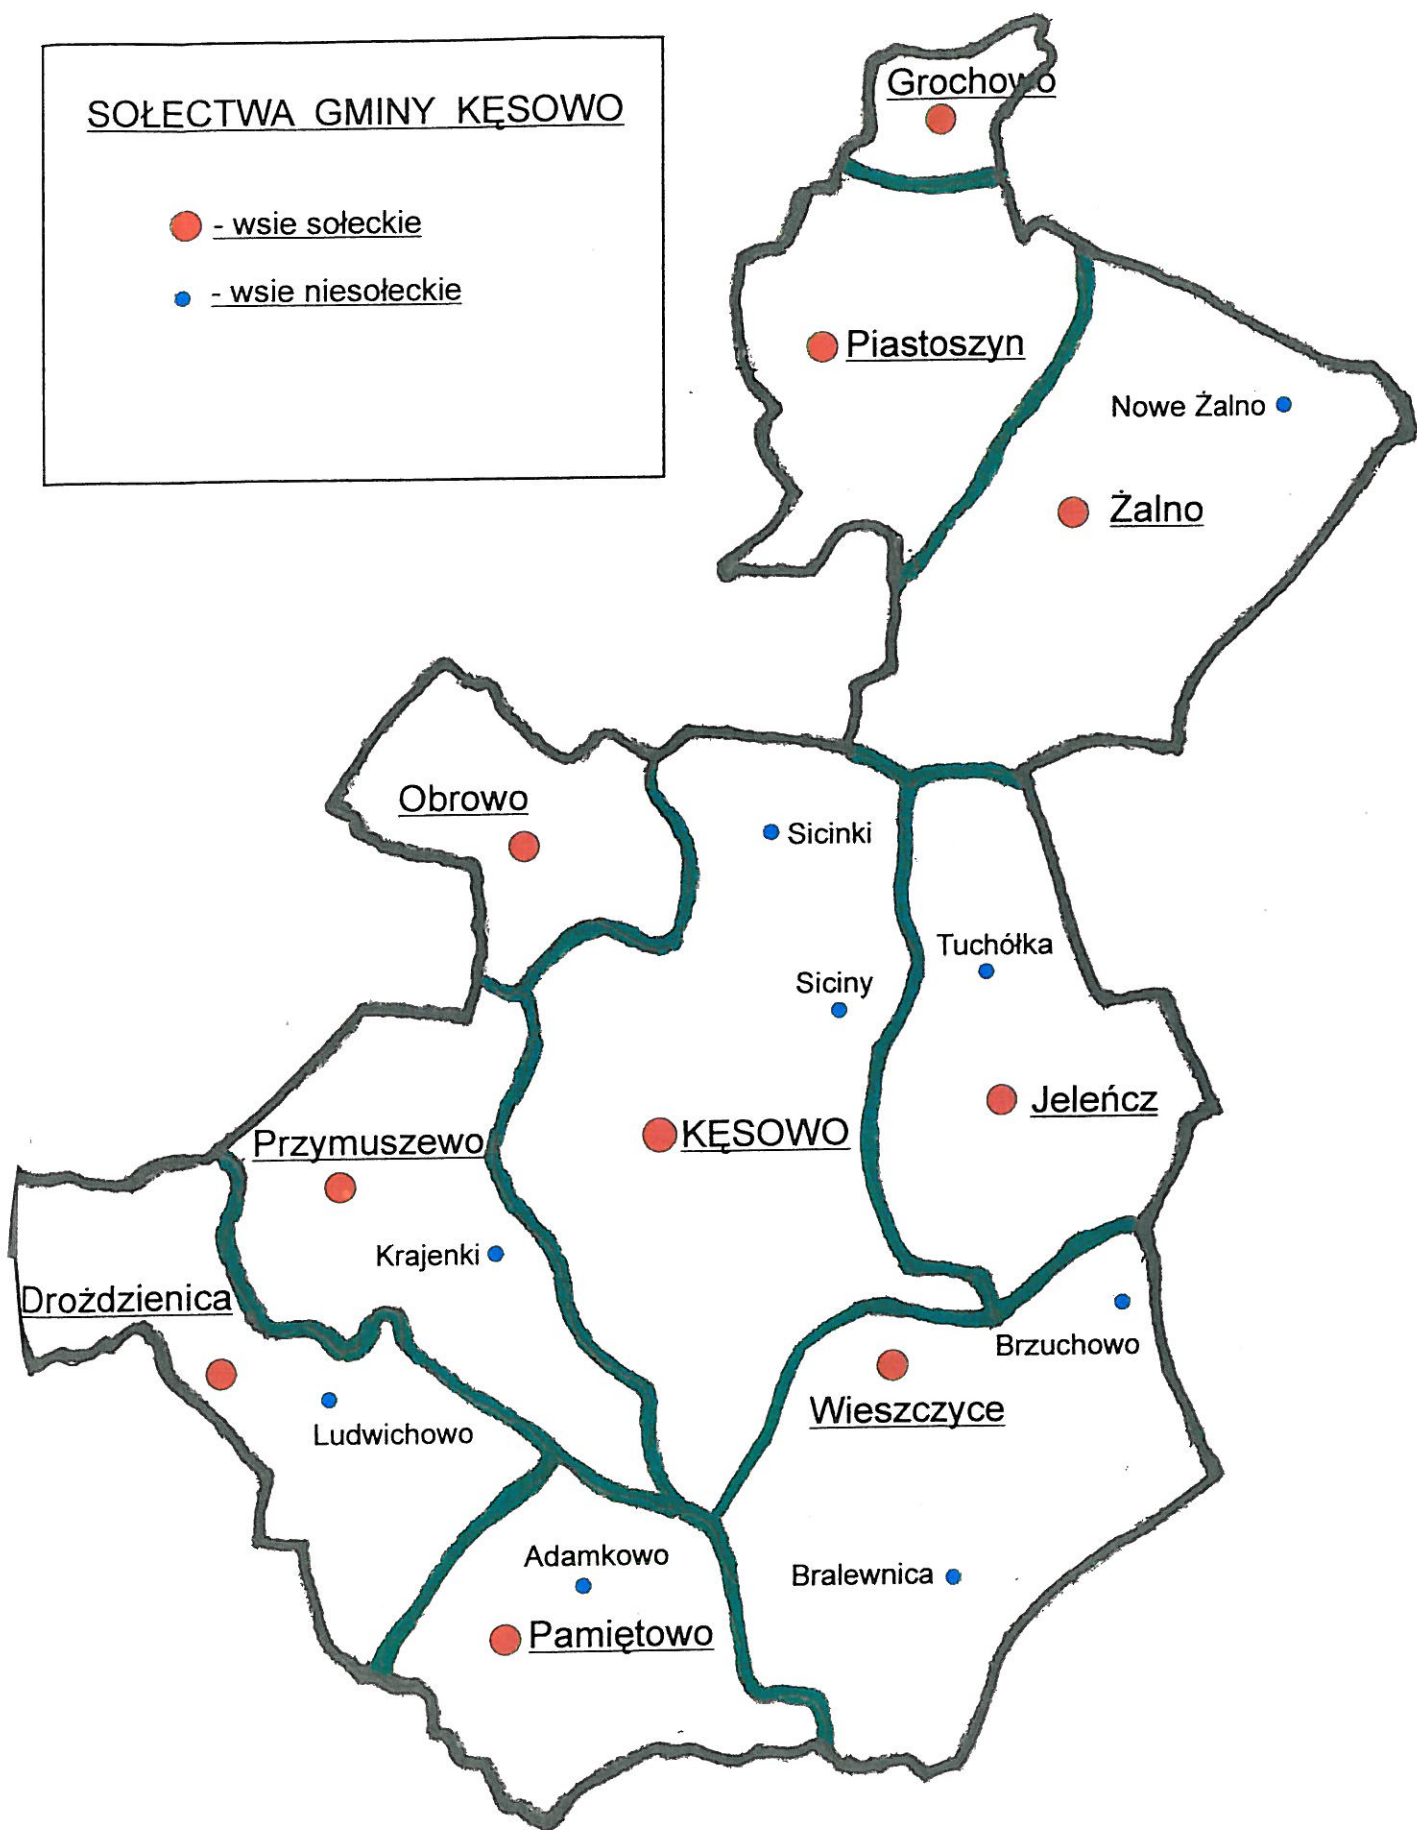 SOŁECTWA GMINY KĘSOWO
- wsie sołeckie
- wsie niesołeckie
Grochowo
Piastoszyn
Nowe Żalno
Żalno
Obrowo
Sicinki
Tuchółka
Siciny
Jeleńcz
KĘSOWO
Przymuszewo
Krajenki
Droździenica
Brzuchowo
Wieszczyce
Ludwichowo
Adamkowo
Bralewnica
Pamiętowo